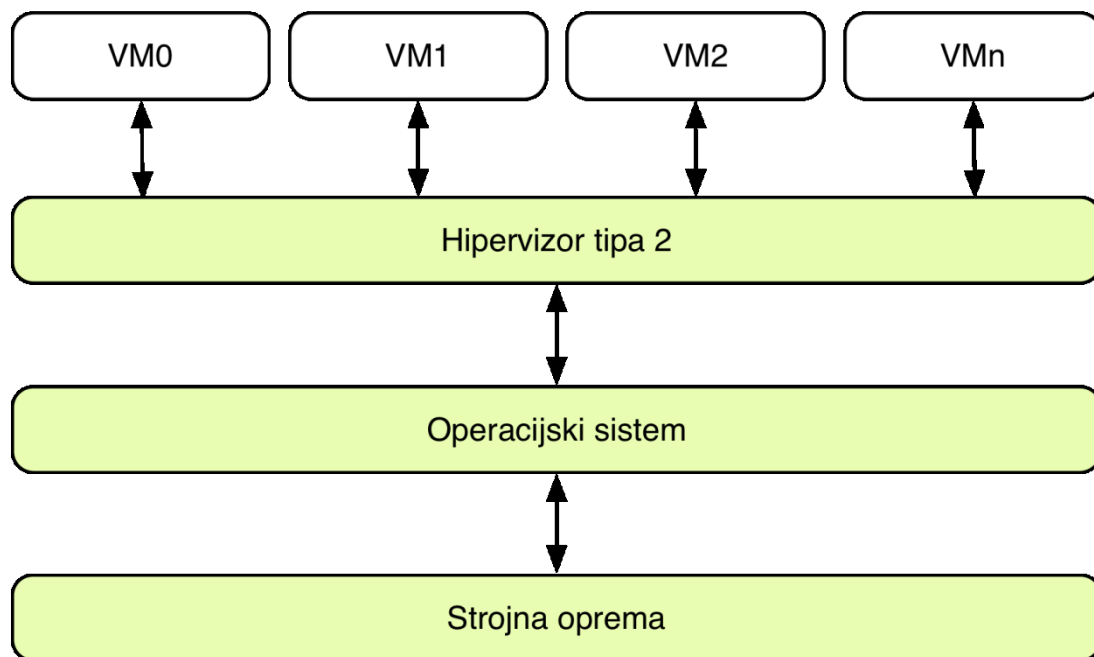 VM0
VM1
VM2
VMn
Hipervizor tipa 2
Operacijski sistem
Strojna oprema